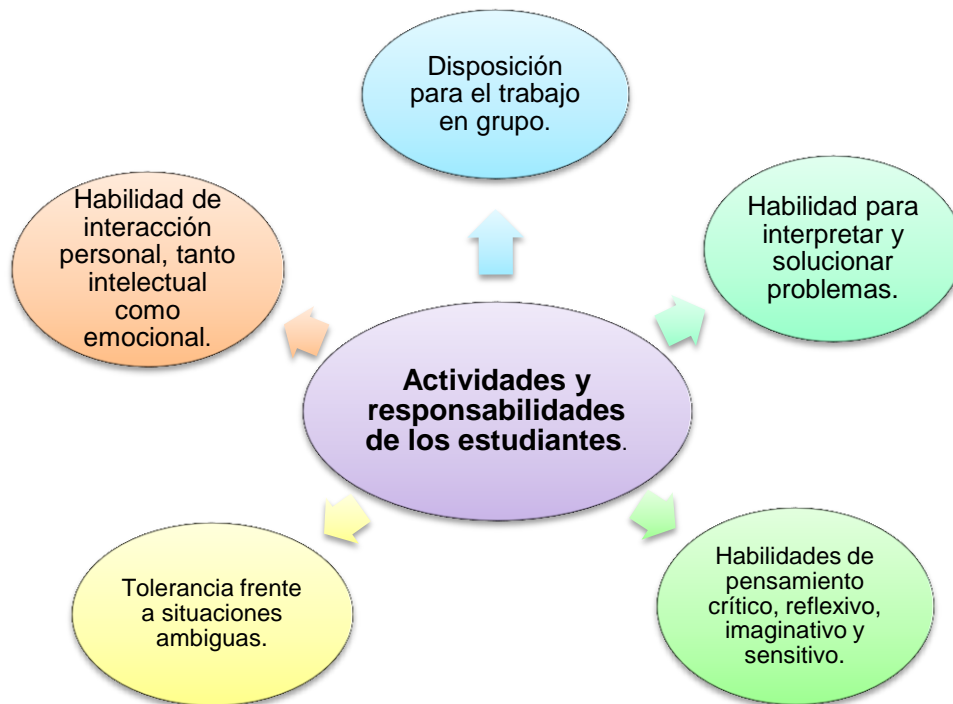 Disposición
para el trabajo
en grupo.
Habilidad para
interpretar y
solucionar
problemas.
Habilidades de
pensamiento
crítico, reflexivo,
imaginativo y
sensitivo.
Tolerancia frente
a situaciones
ambiguas.
Habilidad de
interacción
personal, tanto
intelectual
como
emocional.
Actividades y
responsabilidades
de los estudiantes.